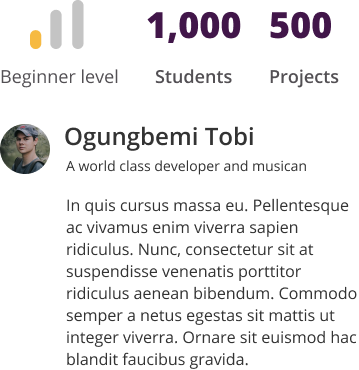 1,000 500
Beginner level Students Projects
Ogungbemi Tobi
A world class developer and musican
In quis cursus massa eu. Pellentesque
ac vivamus enim viverra sapien
ridiculus. Nunc, consectetur sit at
suspendisse venenatis porttitor
ridiculus aenean bibendum. Commodo
semper a netus egestas sit mattis ut
integer viverra. Ornare sit euismod hac
blandit faucibus gravida.